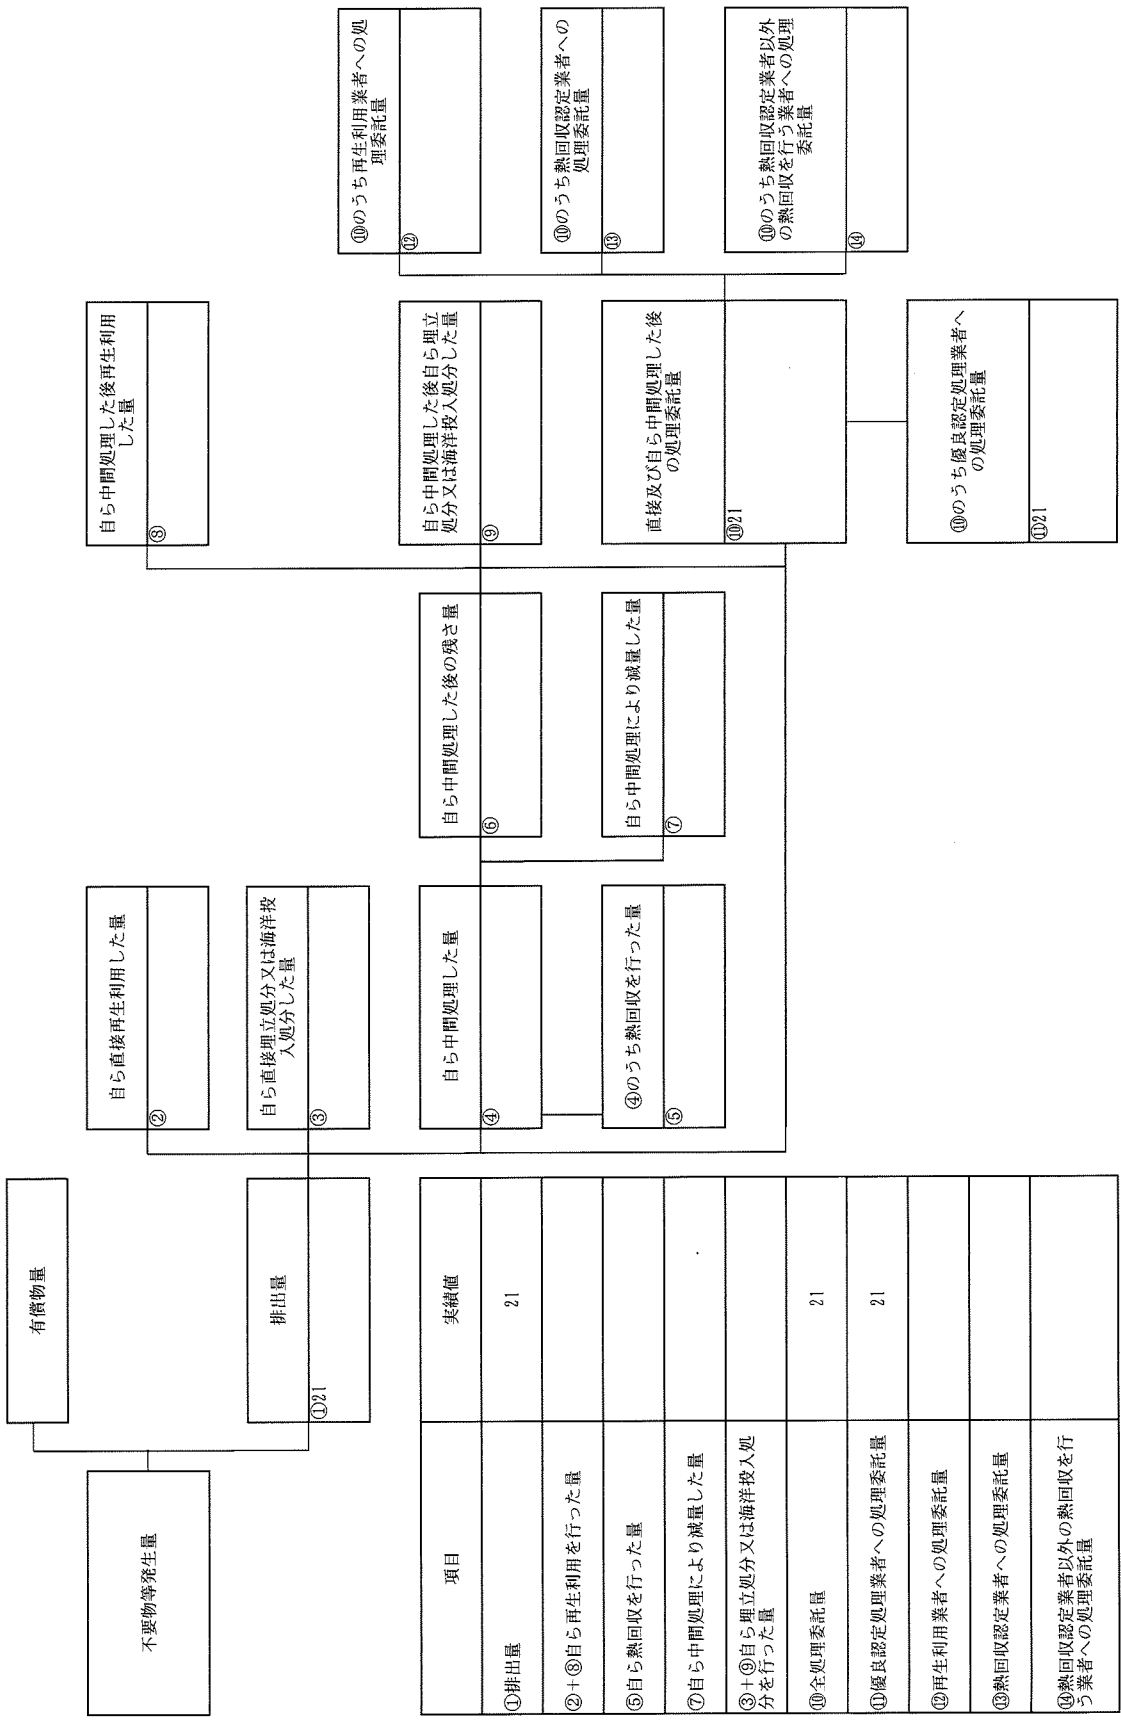 不要物等発生量
有償物量
排出量
①21
自ら直接再生利用した量
②
自ら直接埋立処分又は海洋投
入処分した量
③
自ら中間処理した量
④
④のうち熱回収を行った量
⑤
自ら中間処理した後の残さ量
⑥
自ら中間処理により減量した量
⑦
自ら中間処理した後再生利用
した量
⑧
自ら中間処理した後自ら埋立
処分又は海洋投入処分した量
⑨
直接及び自ら中間処理した後
の処理委託量
⑩21
⑩のうち優良認定処理業者へ
の処理委託量
⑪21
⑩のうち再生利用業者への処
理委託量
⑫
⑩のうち熱回収認定業者への
処理委託量
⑬
⑩のうち熱回収認定業者以外
の熱回収を行う業者への処理
委託量
⑭
項目 実績値
①排出量 21
②+⑧自ら再生利用を行った量
⑤自ら熱回収を行った量
⑦自ら中間処理により減量した量
③+⑨自ら埋立処分又は海洋投入処
分を行った量
⑩全処理委託量 21
⑪優良認定処理業者への処理委託量 21
⑫再生利用業者への処理委託量
⑬熱回収認定業者への処理委託量
⑭熱回収認定業者以外の熱回収を行
う業者への処理委託量